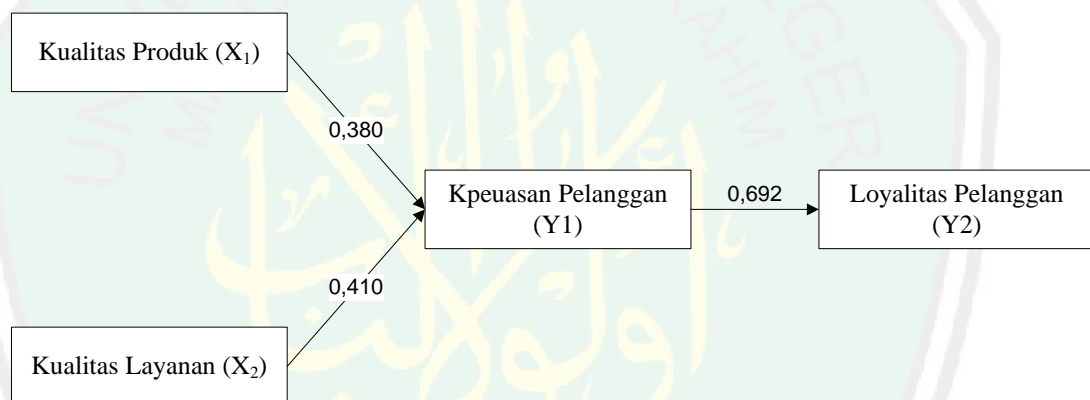 Kualitas Produk (X₁)
0,380
Kpeuasan Pelanggan
(Y1)
0,692
Loyalitas Pelanggan
(Y2)
0,410
Kualitas Layanan (X₂)